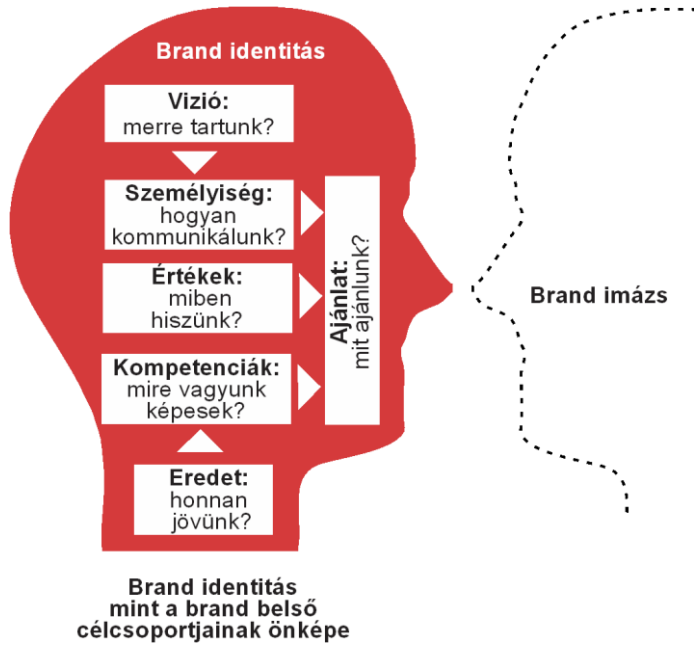 Brand identitás
Vizió:
merre tartunk?
Személyiség:
hogyan
kommunikálunk?
Értékek:
miben
hiszünk?
Kompetenciák:
mire vagyunk
képesek?
Eredet:
honnan
jövünk?
Ajánlat:
mit ajánlunk?
Brand imázs
Brand identitás
mint a brand belső
célcsoportjainak önképe